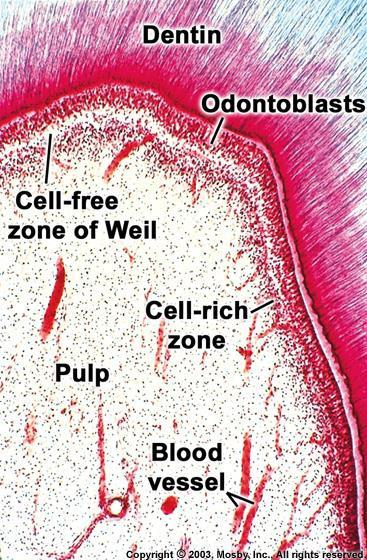 Dentin
Odontoblasts
Cell-free
zone of Weil
Cell-rich
zone
Pulp
Blood
vessel
Copyright © 2003, Mosby, Inc., All rights reserved.